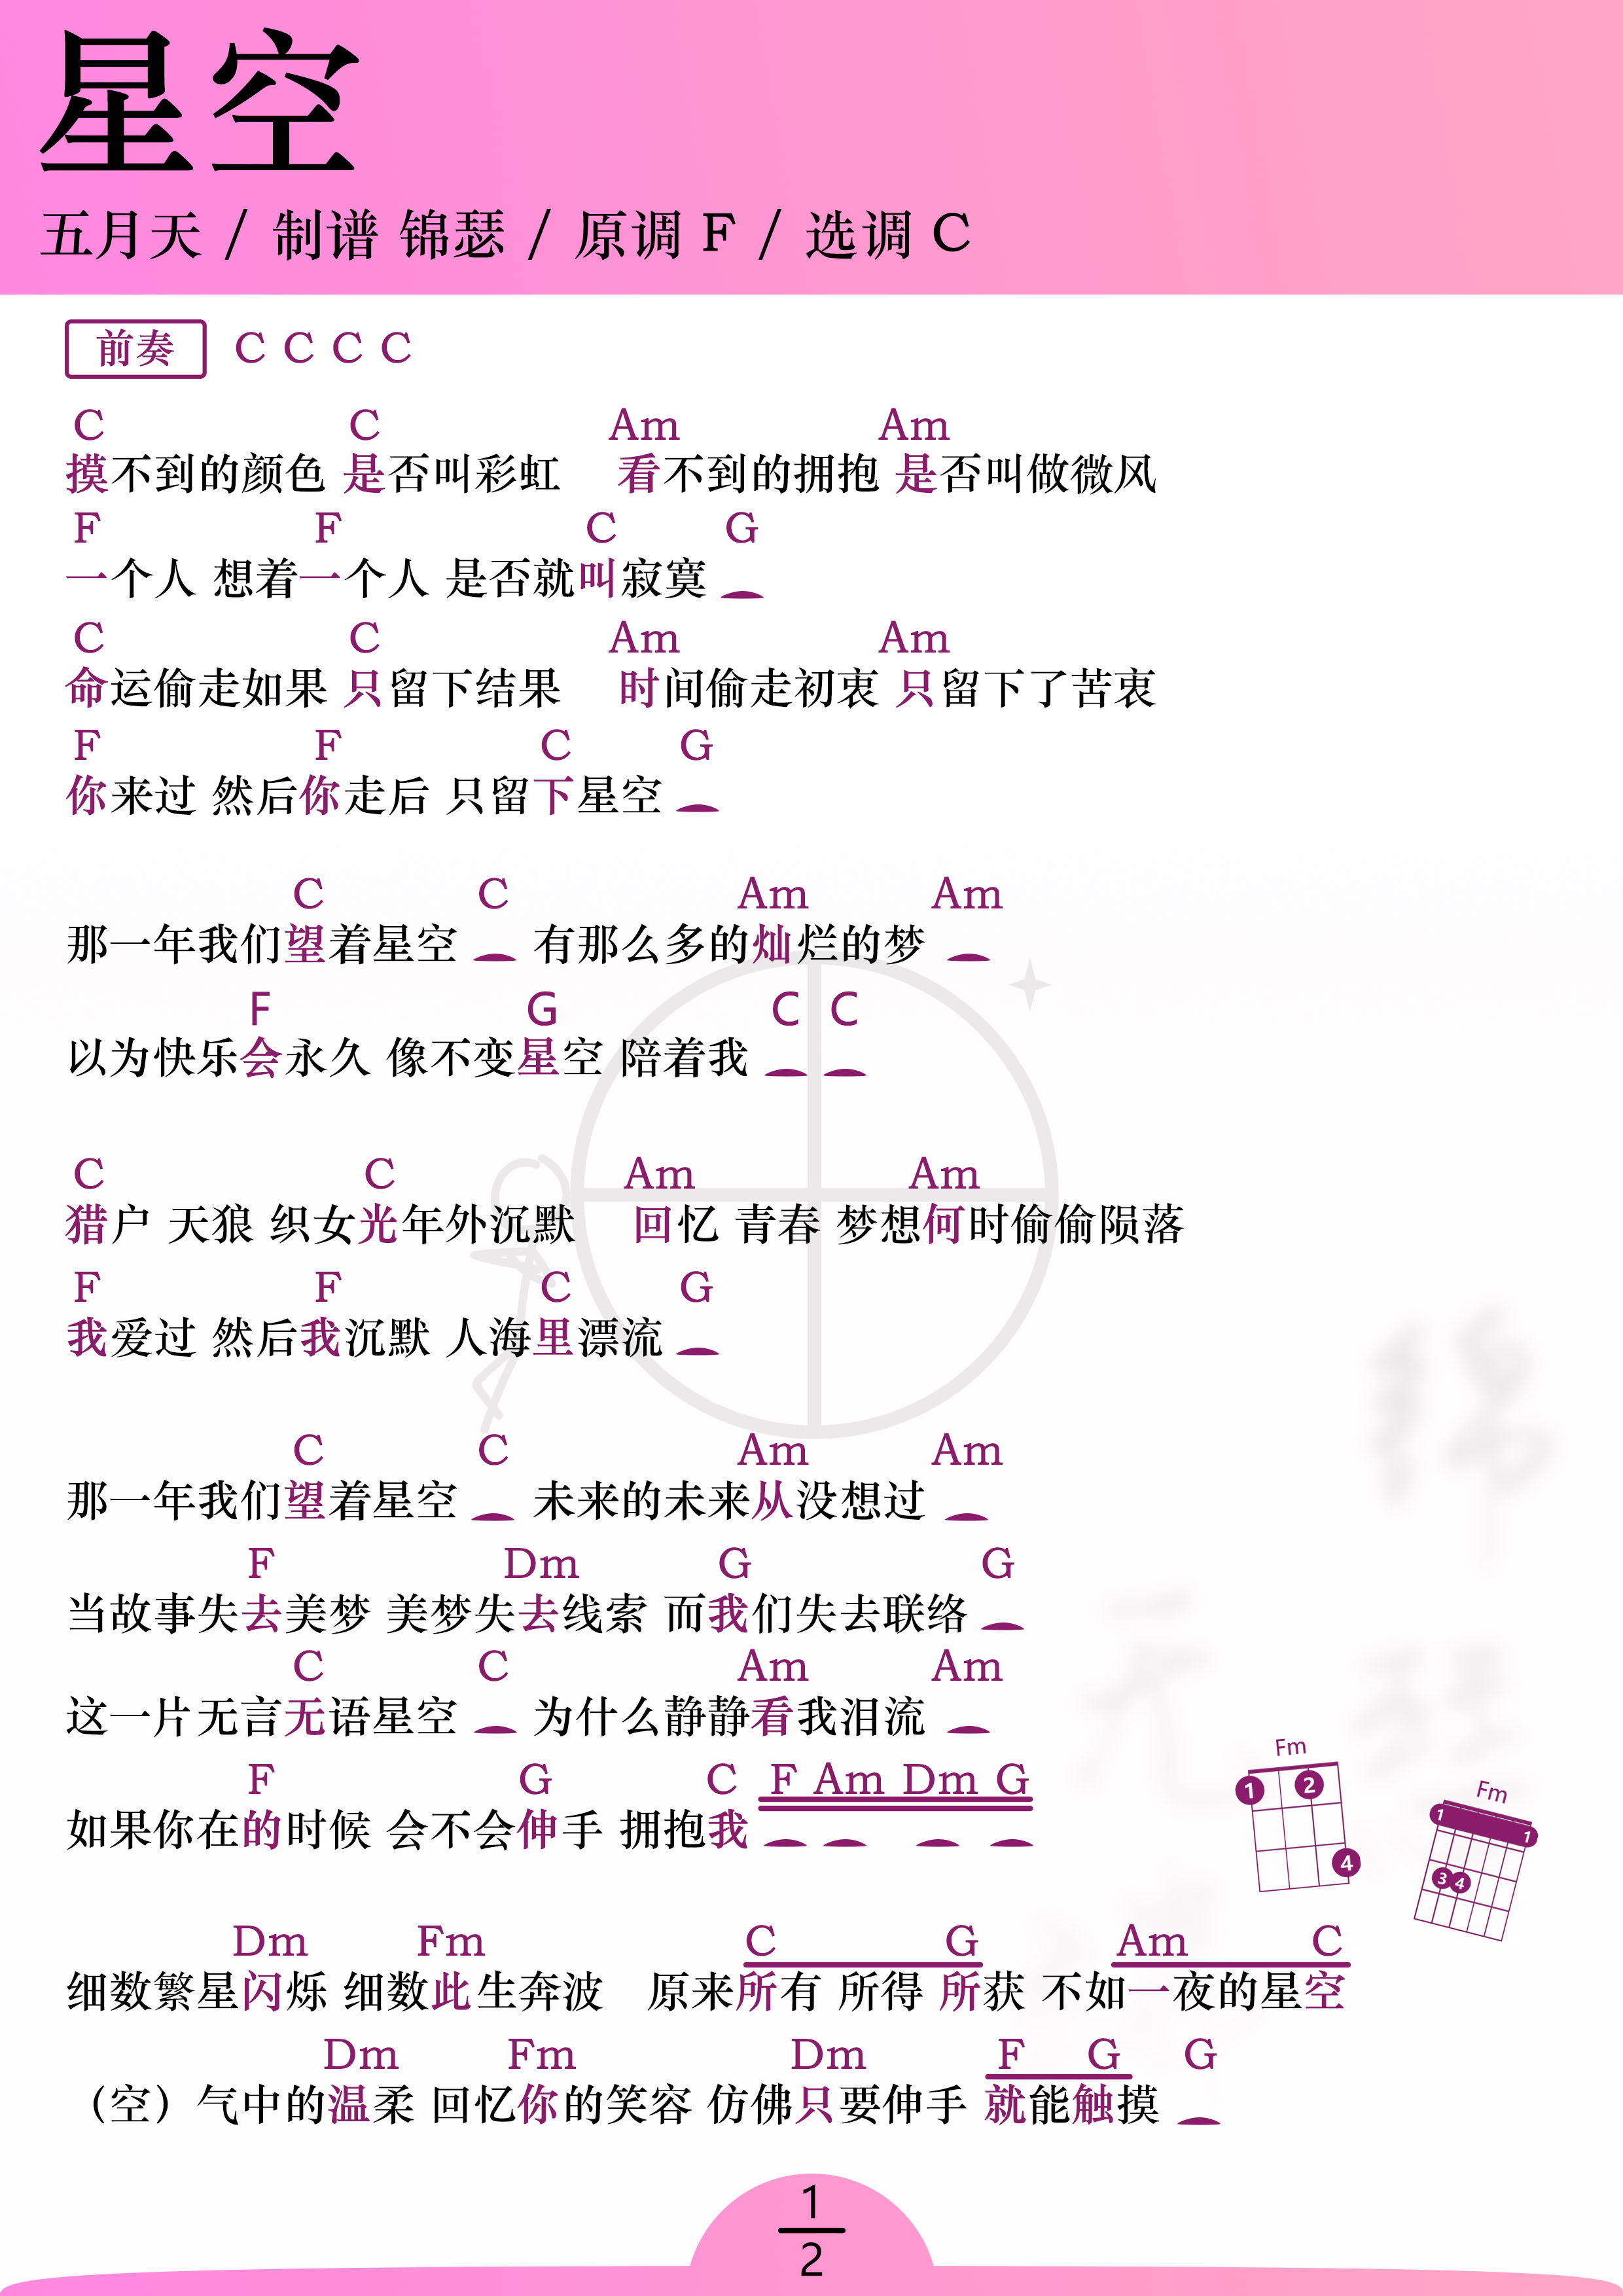 星空
五月天 / 制谱 锦瑟 / 原调 F / 选调 C
前奏 C C C C
C C Am Am
摸不到的颜色 是否叫彩虹 看不到的拥抱 是否叫做微风
F F C G
一个人 想着一个人 是否就叫寂寞
C C Am Am
命运偷走如果 只留下结果 时间偷走初衷 只留下了苦衷
F F C G
你来过 然后你走后 只留下星空
C C Am Am
那一年我们望着星空 有那么多的灿烂的梦
F G C C
以为快乐会永久 像不变星空 陪着我
C C Am Am
猎户 天狼 织女光年外沉默 回忆 青春 梦想何时偷偷陨落
F F C G
我爱过 然后我沉默 人海里漂流
C C Am Am
那一年我们望着星空 未来的未来从没想过
F Dm G G
当故事失去美梦 美梦失去线索 而我们失去联络
C C Am Am
这一片无言无语星空 为什么静静看我泪流
F G C F Am Dm G
如果你在的时候 会不会伸手 拥抱我
Fm
1 2
4
Fm
1 1
3 4
Dm Fm C G Am C
细数繁星闪烁 细数此生奔波 原来所有 所得 所获 不如一夜的星空
Dm Fm Dm F G G
（空）气中的温柔 回忆你的笑容 仿佛只要伸手 就能触摸
1
2